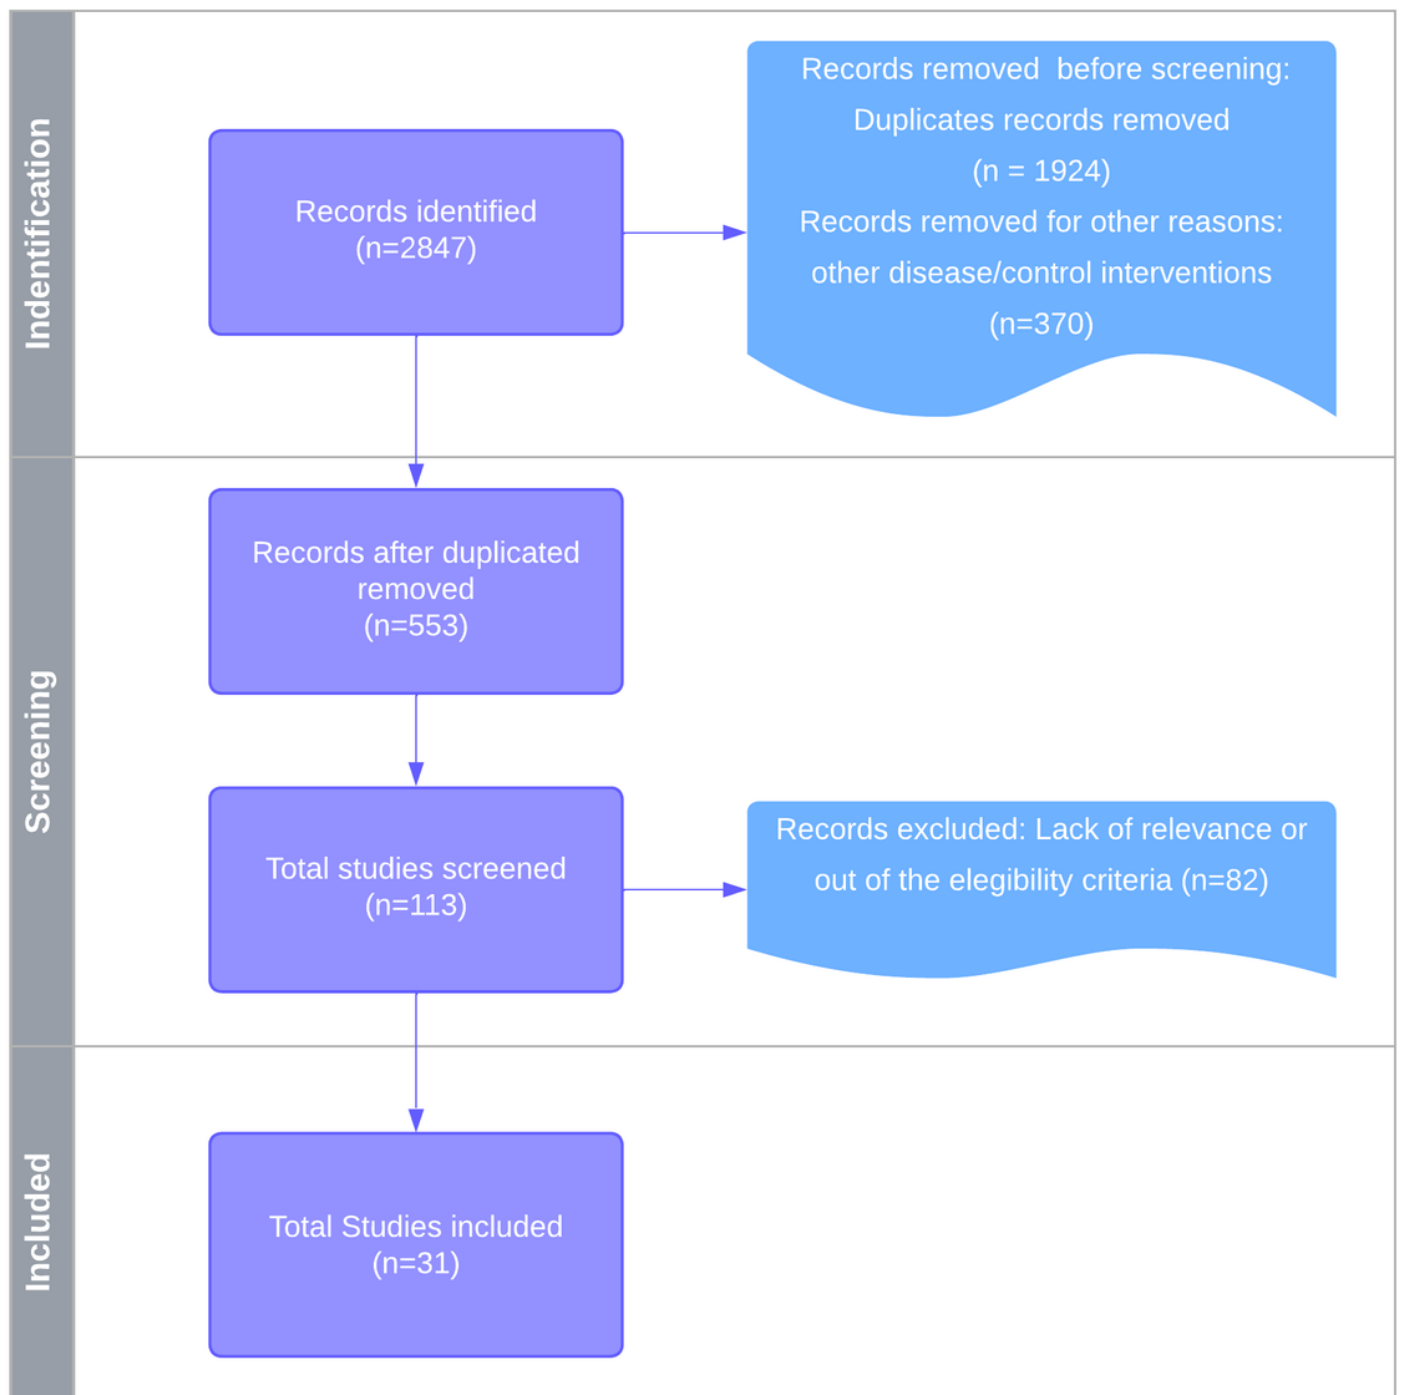 Indentification
Records identified
(n=2847)
Records removed  before screening:
Duplicates records removed
(n = 1924)
Records removed for other reasons:
other disease/control interventions
(n=370)
Screening
Records after duplicated
removed
(n=553)
Total studies screened
(n=113)
Records excluded: Lack of relevance or
out of the elegibility criteria (n=82)
Included
Total Studies included
(n=31)